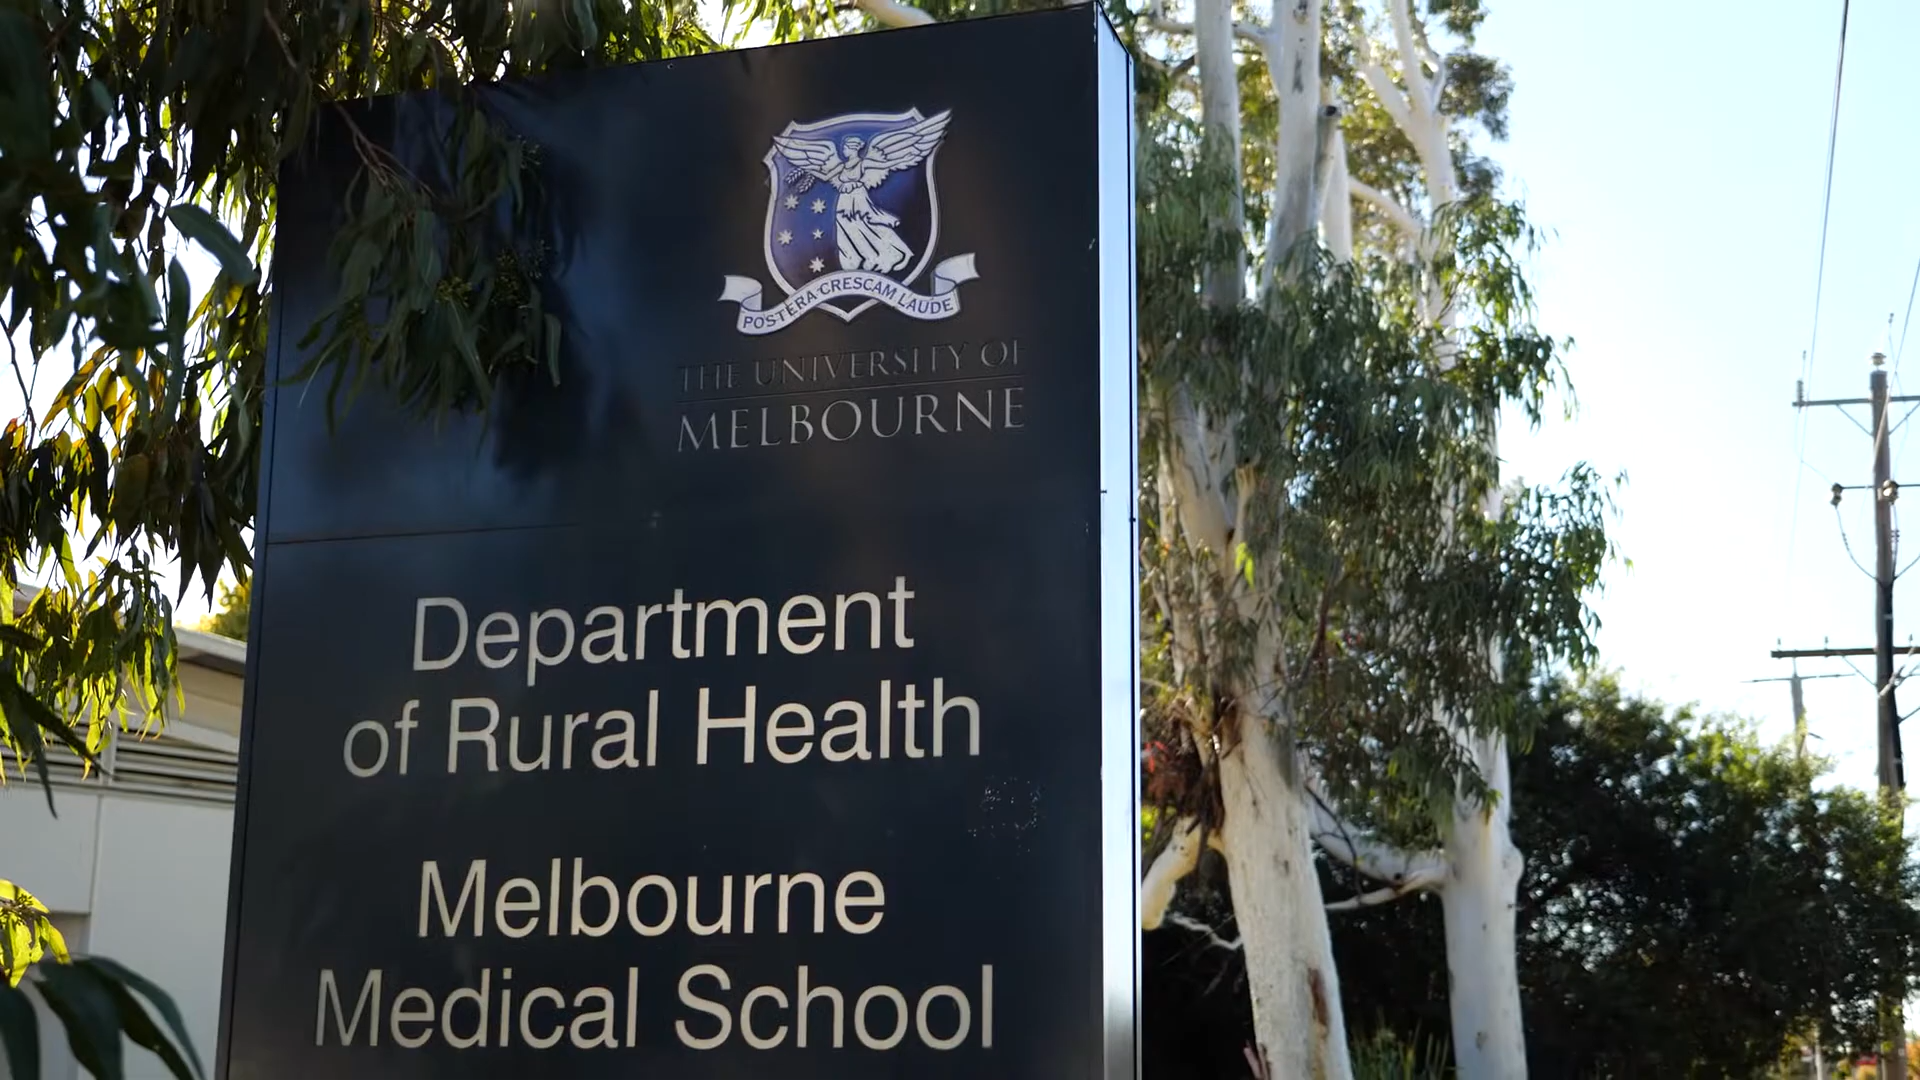 POSTERA CRESCAM LAUDE
THE UNIVERSITY OF
MELBOURNE
Department
of Rural Health
Melbourne
Medical School